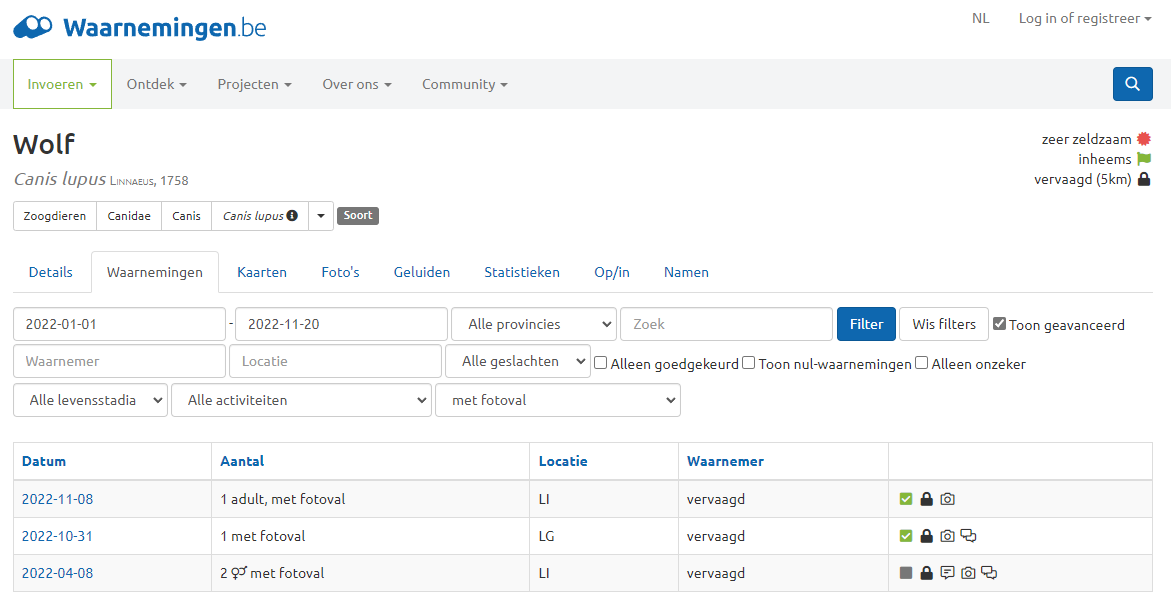 Waarnemingen.be
NL Log in of registreer
Invoeren Ontdek Projecten Over ons Community
Wolf
Canis lupus Linnaeus, 1758
zeer zeldzaam
inheems
vervaagd (5km)
Zoogdieren Canidae Canis Canis lupus Soort
Details Waarnemingen Kaarten Foto's Geluiden Statistieken Op/in Namen
2022-01-01 - 2022-11-20 Alle provincies Zoek Filter Wis filters Toon geavanceerd
Waarnemer Locatie Alle geslachten Alleen goedgekeurd Toon nul-waarnemingen Alleen onzeker
Alle levensstadia Alle activiteiten met fotoval
Datum Aantal Locatie Waarnemer
2022-11-08 1 adult, met fotoval LI vervaagd
2022-10-31 1 met fotoval LG vervaagd
2022-04-08 2 ⚤ met fotoval LI vervaagd